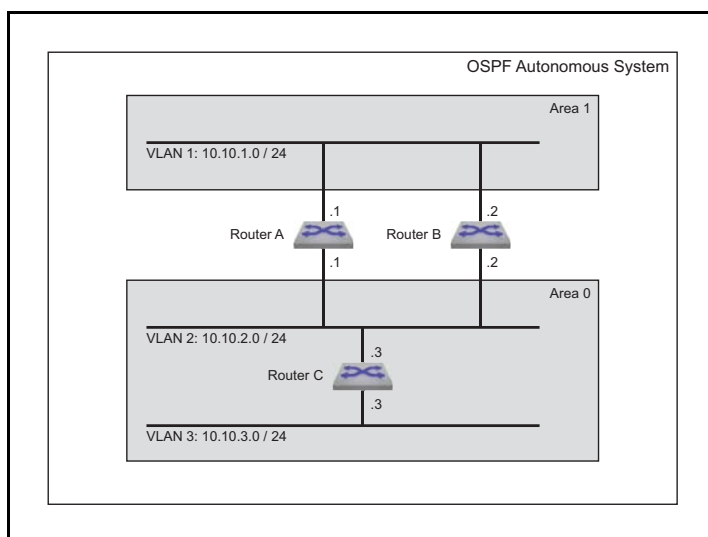 OSPF Autonomous System
Area 1
VLAN 1: 10.10.1.0 / 24
.1
.2
Router A
Router B
.1
.2
Area 0
VLAN 2: 10.10.2.0 / 24
.3
Router C
.3
VLAN 3: 10.10.3.0 / 24